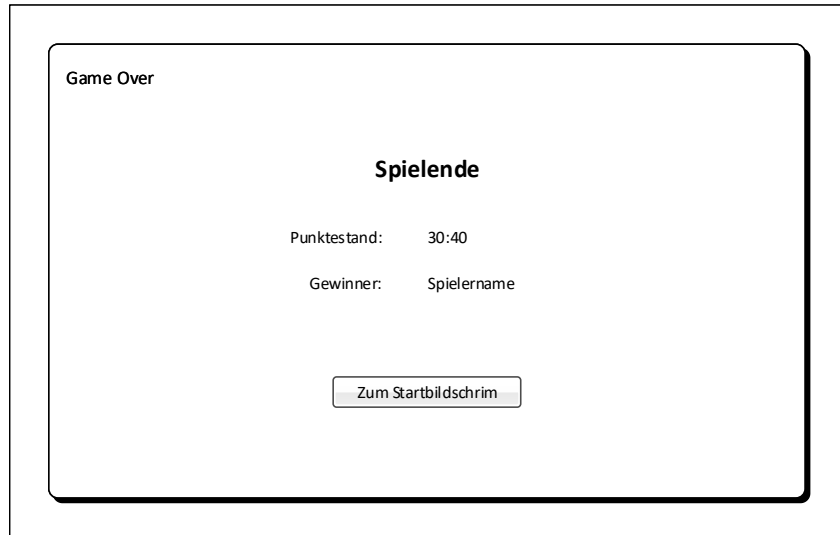 Game Over
Spielende
Punktestand: 30:40
Gewinner: Spielername
Zum Startbildschrim